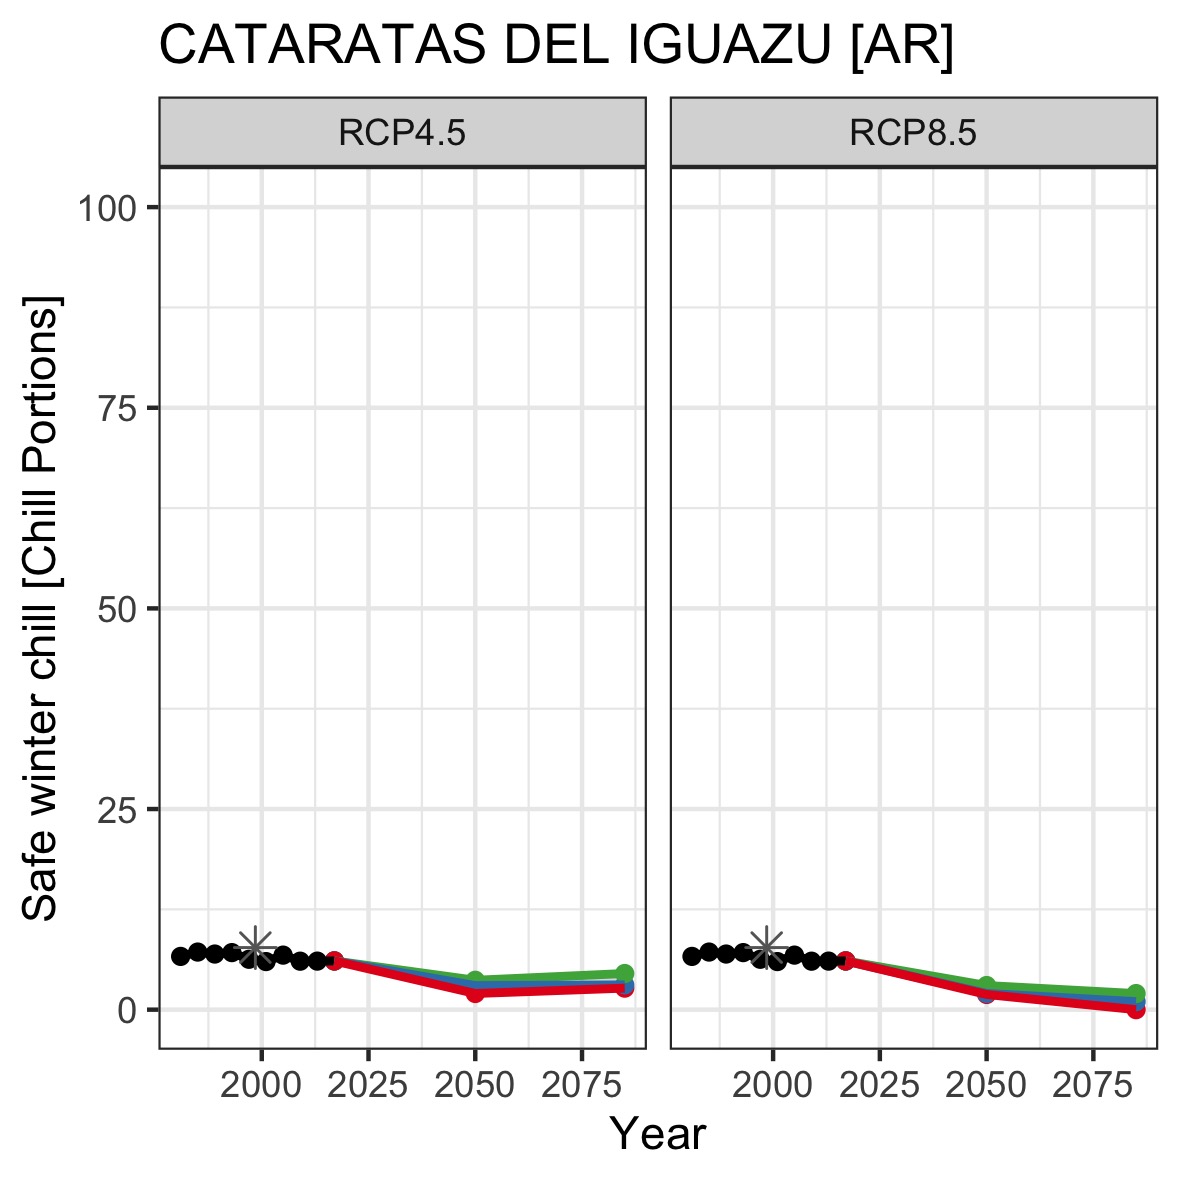 CATARATAS DEL IGUAZU [AR]
RCP4.5
RCP8.5
Safe winter chill [Chill Portions]
100
75
50
25
0
2000 2025 2050 2075
2000 2025 2050 2075
Year